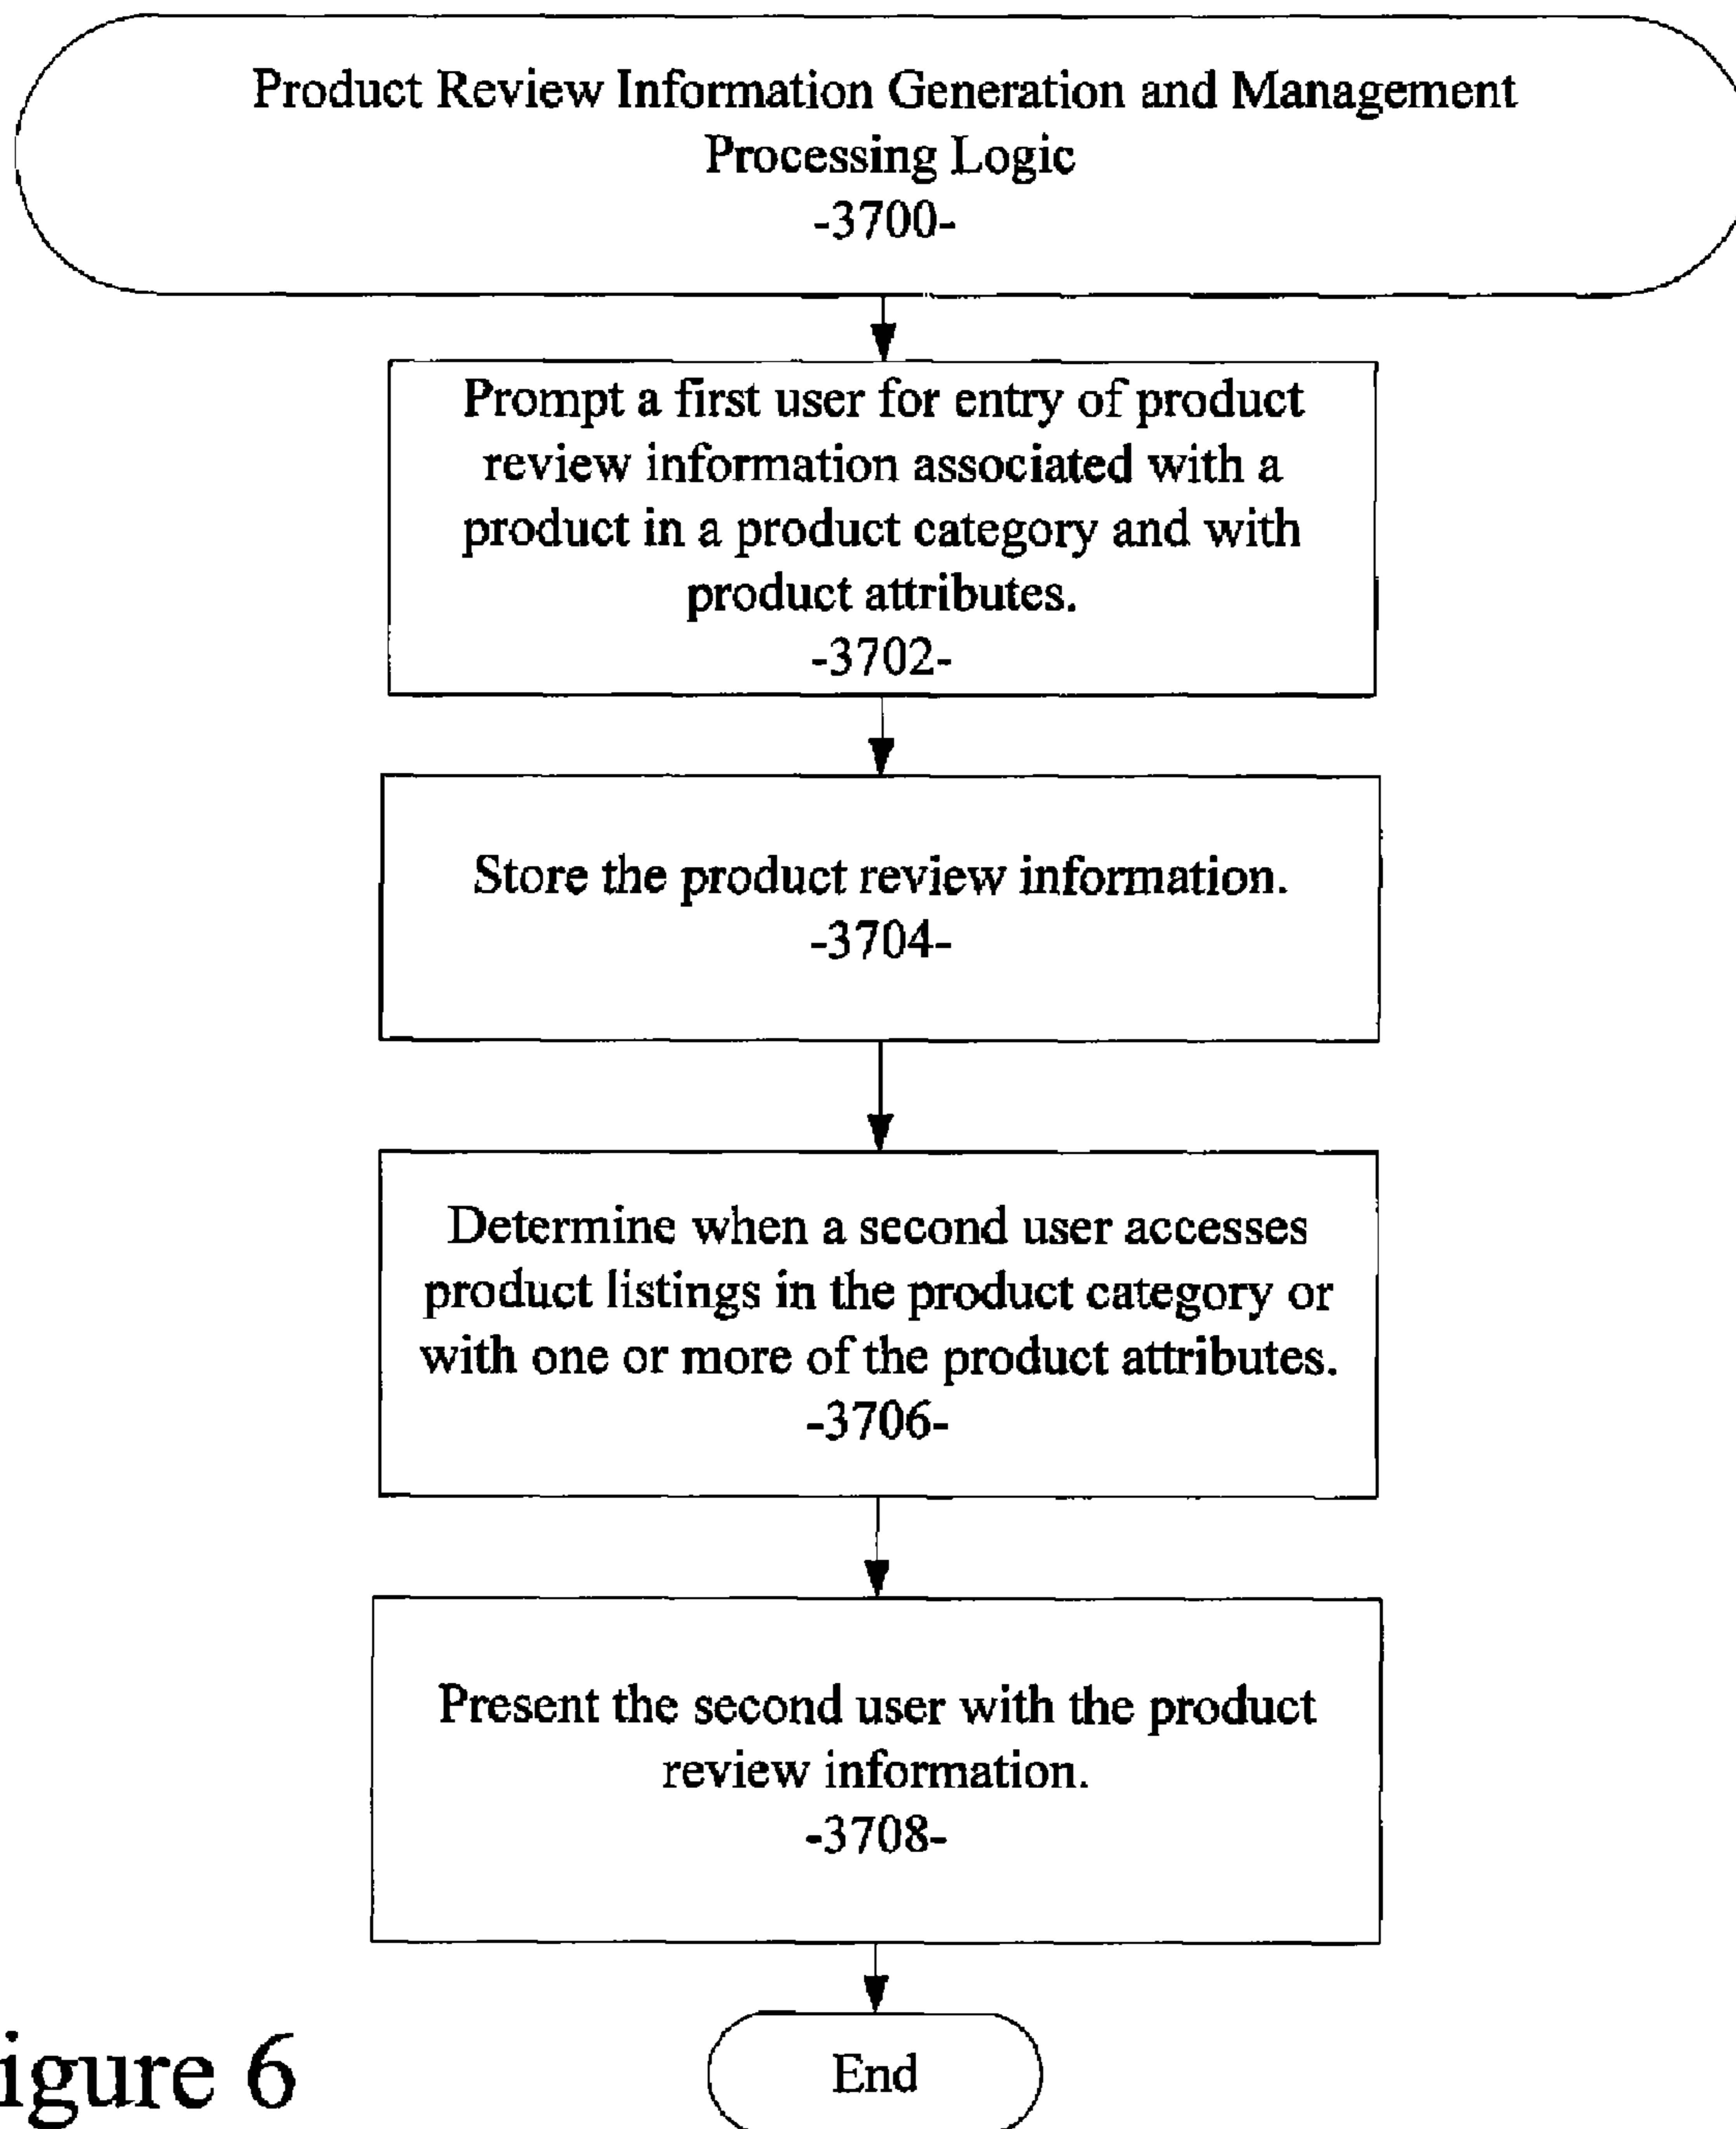 Product Review Information Generation and Management
Processing Logic
-3700-
Prompt a first user for entry of product
review information associated with a
product in a product category and with
product attributes.
-3702-
Store the product review information.
-3704-
Determine when a second user accesses
product listings in the product category or
with one or more of the product attributes.
-3706-
Present the second user with the product
review information.
-3708-
End
igure 6